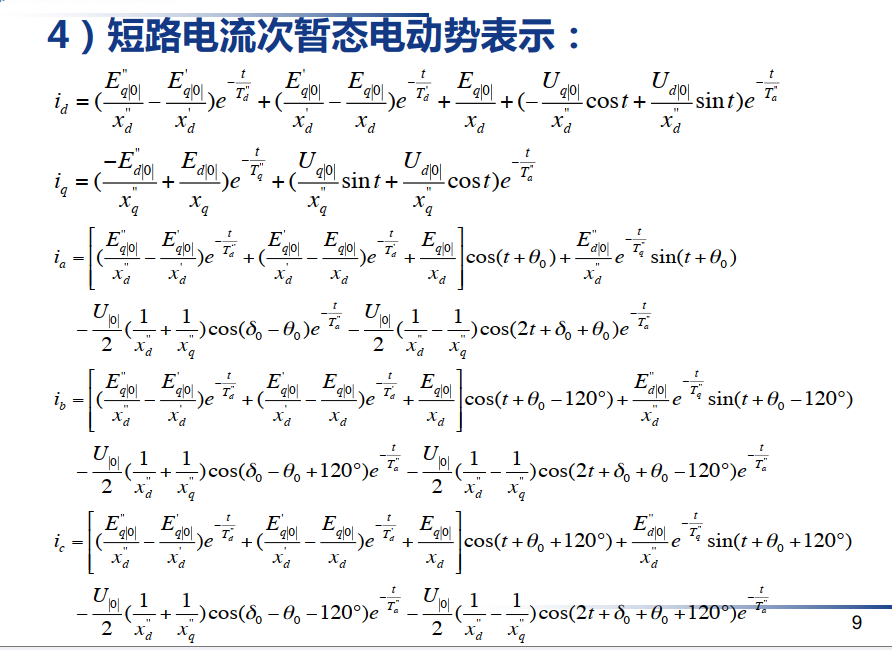 4）短路电流次暂态电动势表示：
$i_d = (\frac{E''_{q|0|}}{x''_d} - \frac{E'_{q|0|}}{x'_d})e^{-\frac{t}{T''_d}} + (\frac{E'_{q|0|}}{x'_d} - \frac{E_{q|0|}}{x_d})e^{-\frac{t}{T'_d}} + \frac{E_{q|0|}}{x_d} + (-\frac{U_{q|0|}}{x''_d}\cos t + \frac{U_{d|0|}}{x''_d}\sin t)e^{-\frac{t}{T''_a}}$
$i_q = (\frac{-E''_{d|0|}}{x''_q} + \frac{E_{d|0|}}{x_q})e^{-\frac{t}{T''_q}} + (\frac{U_{q|0|}}{x''_q}\sin t + \frac{U_{d|0|}}{x''_q}\cos t)e^{-\frac{t}{T''_a}}$
$i_a = \left[(\frac{E''_{q|0|}}{x''_d} - \frac{E'_{q|0|}}{x'_d})e^{-\frac{t}{T''_d}} + (\frac{E'_{q|0|}}{x'_d} - \frac{E_{q|0|}}{x_d})e^{-\frac{t}{T'_d}} + \frac{E_{q|0|}}{x_d}\right]\cos(t+\theta_0) + \frac{E''_{d|0|}}{x''_d}e^{-\frac{t}{T''_q}}\sin(t+\theta_0)$
$-\frac{U_{|0|}}{2}(\frac{1}{x''_d} + \frac{1}{x''_q})\cos(\delta_0 - \theta_0)e^{-\frac{t}{T''_a}} - \frac{U_{|0|}}{2}(\frac{1}{x''_d} - \frac{1}{x''_q})\cos(2t + \delta_0 + \theta_0)e^{-\frac{t}{T''_a}}$
$i_b = \left[(\frac{E''_{q|0|}}{x''_d} - \frac{E'_{q|0|}}{x'_d})e^{-\frac{t}{T''_d}} + (\frac{E'_{q|0|}}{x'_d} - \frac{E_{q|0|}}{x_d})e^{-\frac{t}{T'_d}} + \frac{E_{q|0|}}{x_d}\right]\cos(t+\theta_0 - 120°) + \frac{E''_{d|0|}}{x''_d}e^{-\frac{t}{T''_q}}\sin(t+\theta_0 - 120°)$
$-\frac{U_{|0|}}{2}(\frac{1}{x''_d} + \frac{1}{x''_q})\cos(\delta_0 - \theta_0 + 120°)e^{-\frac{t}{T''_a}} - \frac{U_{|0|}}{2}(\frac{1}{x''_d} - \frac{1}{x''_q})\cos(2t + \delta_0 + \theta_0 - 120°)e^{-\frac{t}{T''_a}}$
$i_c = \left[(\frac{E''_{q|0|}}{x''_d} - \frac{E'_{q|0|}}{x'_d})e^{-\frac{t}{T''_d}} + (\frac{E'_{q|0|}}{x'_d} - \frac{E_{q|0|}}{x_d})e^{-\frac{t}{T'_d}} + \frac{E_{q|0|}}{x_d}\right]\cos(t+\theta_0 + 120°) + \frac{E''_{d|0|}}{x''_d}e^{-\frac{t}{T''_q}}\sin(t+\theta_0 + 120°)$
$-\frac{U_{|0|}}{2}(\frac{1}{x''_d} + \frac{1}{x''_q})\cos(\delta_0 - \theta_0 - 120°)e^{-\frac{t}{T''_a}} - \frac{U_{|0|}}{2}(\frac{1}{x''_d} - \frac{1}{x''_q})\cos(2t + \delta_0 + \theta_0 + 120°)e^{-\frac{t}{T''_a}}$
9